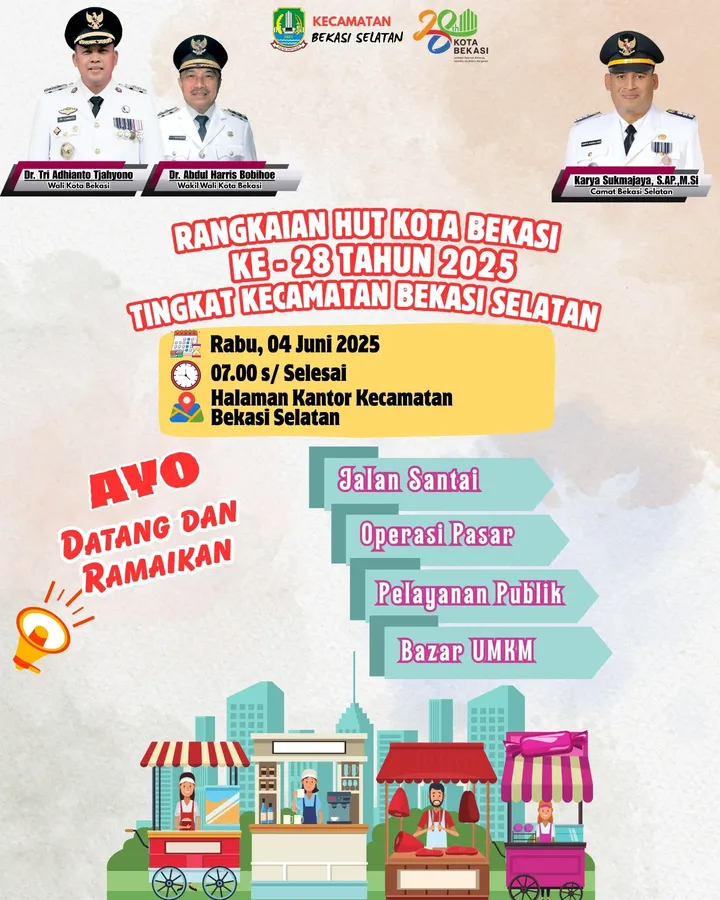 KECAMATAN
BEKASI SELATAN
28
KOTA
BEKASI
Dr. Tri Adhianto Tjahyono
Wali Kota Bekasi
Dr. Abdul Harris Bobihoe
Wakil Wali Kota Bekasi
Karya Sukmajaya, S.AP.,M.Si
Camat Bekasi Selatan
RANGKAIAN HUT KOTA BEKASI
KE - 28 TAHUN 2025
TINGKAT KECAMATAN BEKASI SELATAN
Rabu, 04 Juni 2025
07.00 s/ Selesai
Halaman Kantor Kecamatan
Bekasi Selatan
AYO
DATANG DAN
RAMAIKAN
Jalan Santai
Operasi Pasar
Pelayanan Publik
Bazar UMKM